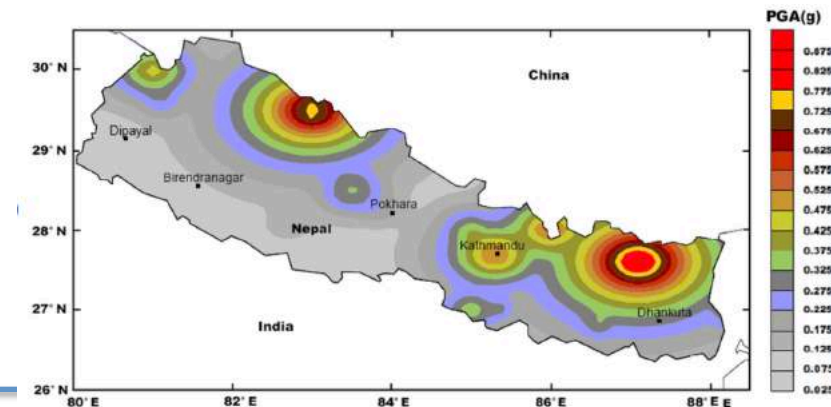 PGA(g)
0.875
0.825
0.775
0.725
0.675
0.625
0.575
0.525
0.475
0.425
0.375
0.325
0.275
0.225
0.175
0.125
0.075
0.025
30° N
29° N
28° N
27° N
26° N
80° E
82° E
84° E
86° E
88° E E
China
Dipayal
Birendranagar
Pokhara
Nepal
Kathmandu
Dhankuta
India